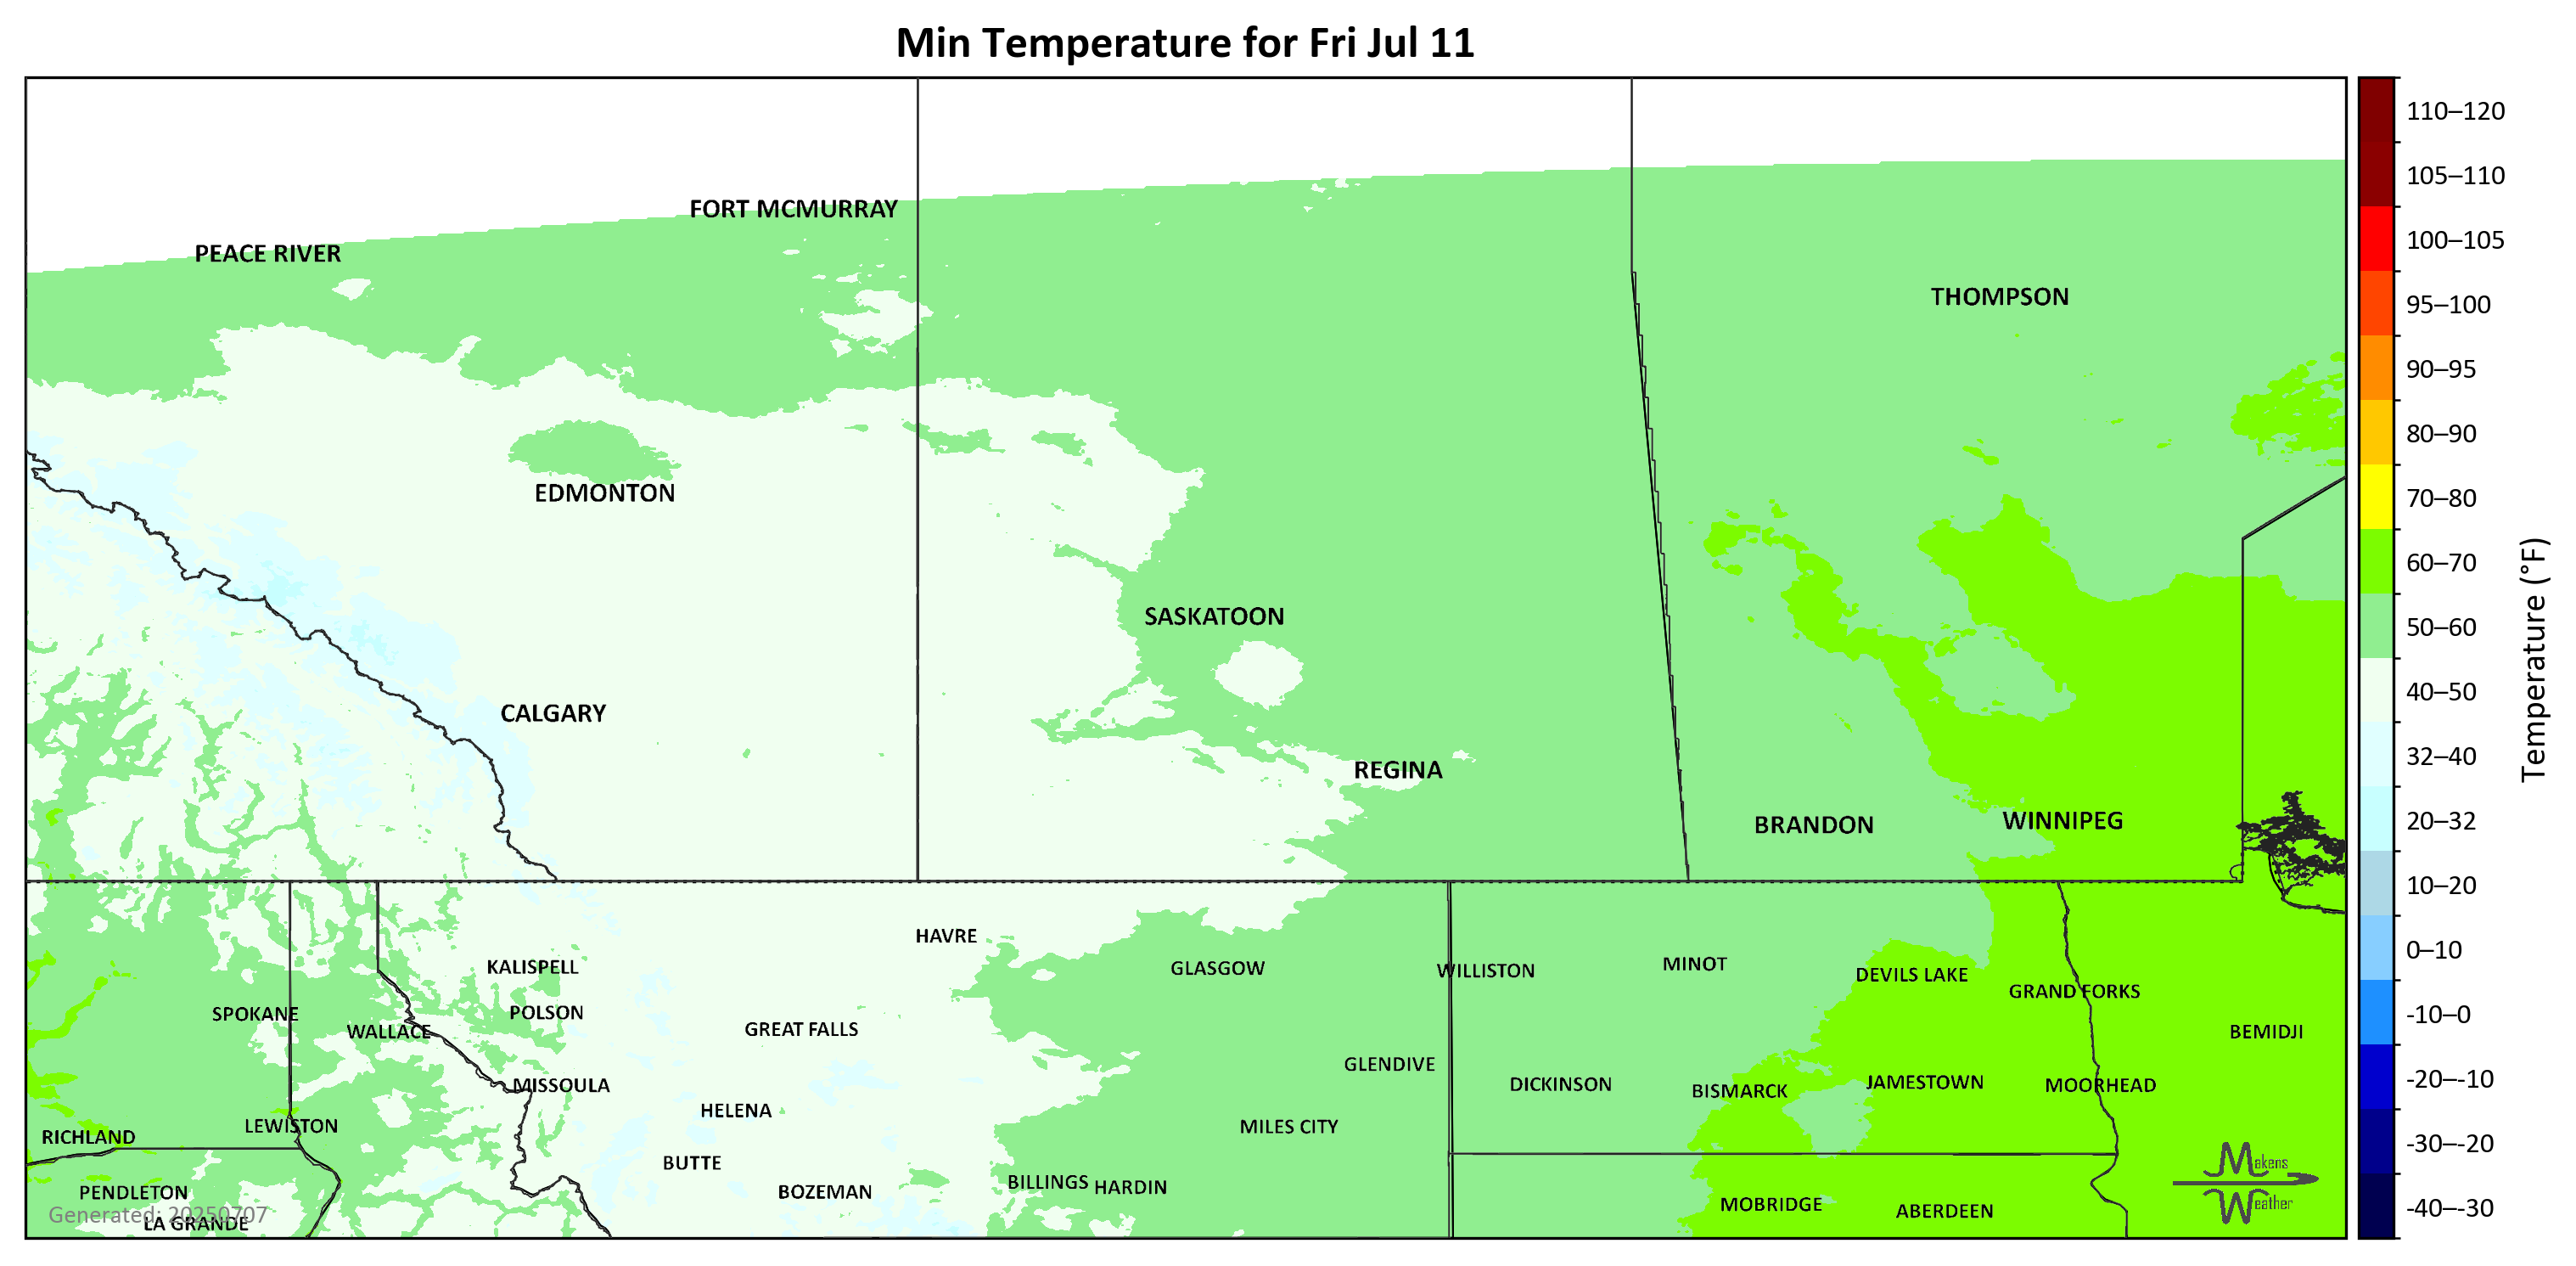 Min Temperature for Fri Jul 11
110–120
105–110
100–105
95–100
90–95
80–90
70–80
60–70
50–60
40–50
32–40
20–32
10–20
0–10
-10–0
-20–-10
-30–-20
-40–-30
Temperature (°F)
FORT MCMURRAY
PEACE RIVER
THOMPSON
EDMONTON
SASKATOON
CALGARY
REGINA
BRANDON
WINNIPEG
HAVRE
KALISPELL
GLASGOW
WILLISTON
MINOT
DEVILS LAKE
GRAND FORKS
SPOKANE
POLSON
WALLACE
GREAT FALLS
BEMIDJI
GLENDIVE
MISSOULA
DICKINSON
BISMARCK
JAMESTOWN
MOORHEAD
HELENA
LEWISTON
MILES CITY
RICHLAND
BUTTE
BILLINGS
HARDIN
PENDLETON
BOZEMAN
MOBRIDGE
ABERDEEN
LA GRANDE
Generated: 20250707
Makens
Weather